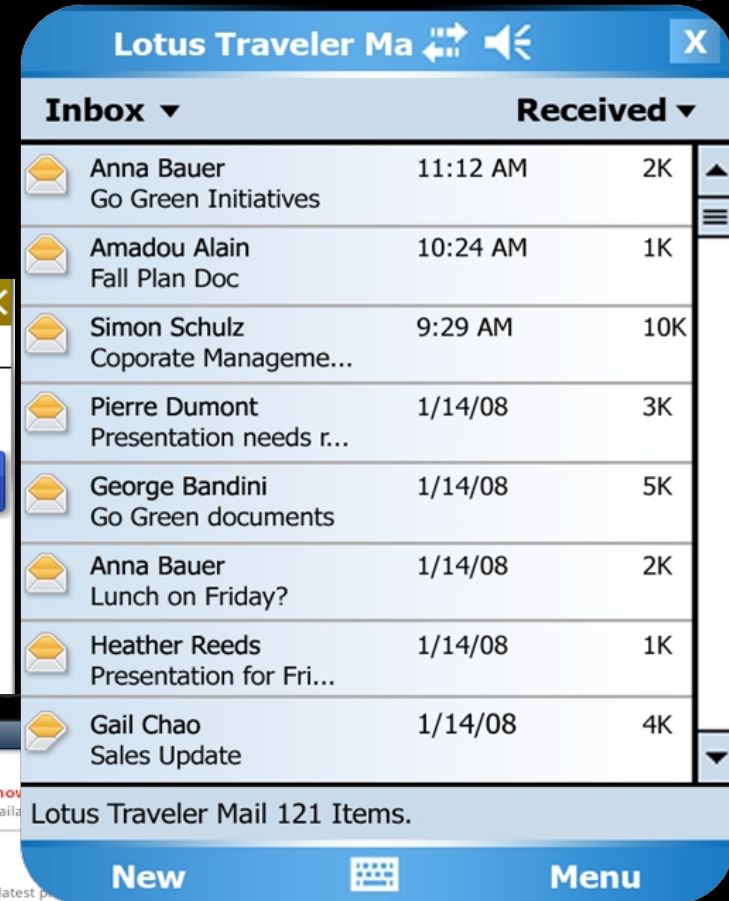 Lotus Traveler Ma
X
Inbox
Received
Anna Bauer 11:12 AM 2K
Go Green Initiatives
Amadou Alain 10:24 AM 1K
Fall Plan Doc
Simon Schulz 9:29 AM 10K
Coporate Manageme...
Pierre Dumont 1/14/08 3K
Presentation needs r...
George Bandini 1/14/08 5K
Go Green documents
Anna Bauer 1/14/08 2K
Lunch on Friday?
Heather Reeds 1/14/08 1K
Presentation for Fri...
Gail Chao 1/14/08 4K
Sales Update
Lotus Traveler Mail 121 Items.
New Menu
latest